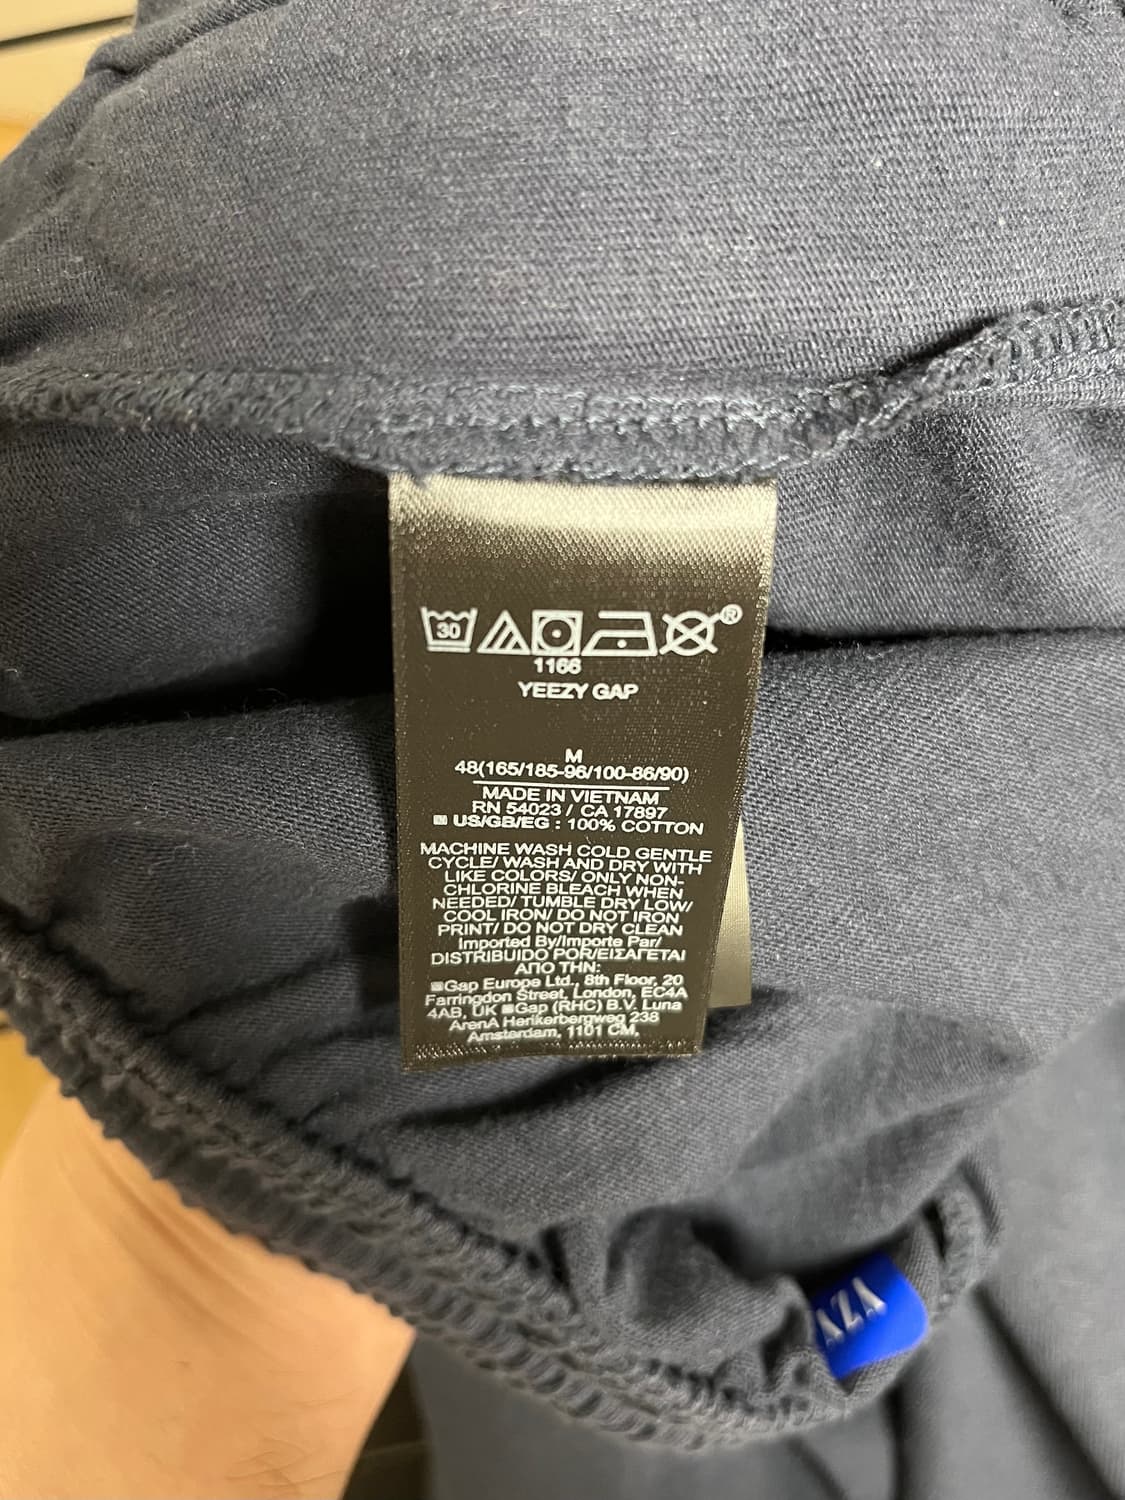 30
®
1166
YEEZY GAP
M
48(165/185-96/100-86/90)
MADE IN VIETNAM
RN 54023 / CA 17897
US/GB/EG : 100% COTTON
MACHINE WASH COLD GENTLE
CYCLE/ WASH AND DRY WITH
LIKE COLORS/ ONLY NON-
CHLORINE BLEACH WHEN
NEEDED/ TUMBLE DRY LOW/
COOL IRON/ DO NOT IRON
PRINT/ DO NOT DRY CLEAN
Imported By/Importe Par/
DISTRIBUIDO POR/ΕΙΣΑΓΕΤΑΙ
ΑΠΟ ΤΗΝ:
Gap Europe Ltd., 8th Floor, 20
Farringdon Street, London, EC4A
4AB, UK Gap (RHC) B.V. Luna
ArenA Herikerbergweg 238
Amsterdam, 1101 CM,
YZY